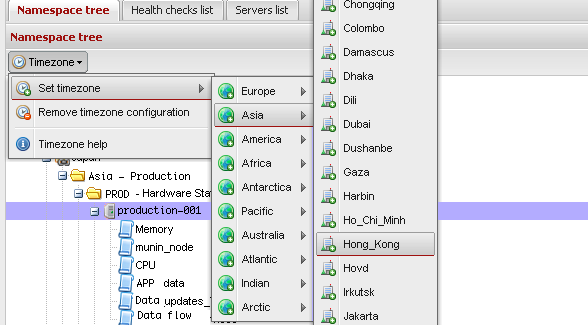 Namespace tree
Health checks list
Servers list
Namespace tree
Timezone
Set timezone
Remove timezone configuration
Timezone help
Europe
Asia
America
Africa
Antarctica
Pacific
Australia
Atlantic
Indian
Arctic
Chongqing
Colombo
Damascus
Dhaka
Dili
Dubai
Dushanbe
Gaza
Harbin
Ho_Chi_Minh
Hong_Kong
Hovd
Irkutsk
Jakarta
Japan
Asia - Production
PROD - Hardware Sta
production-001
Memory
munin_node
CPU
APP data
Data updates_
Data flow